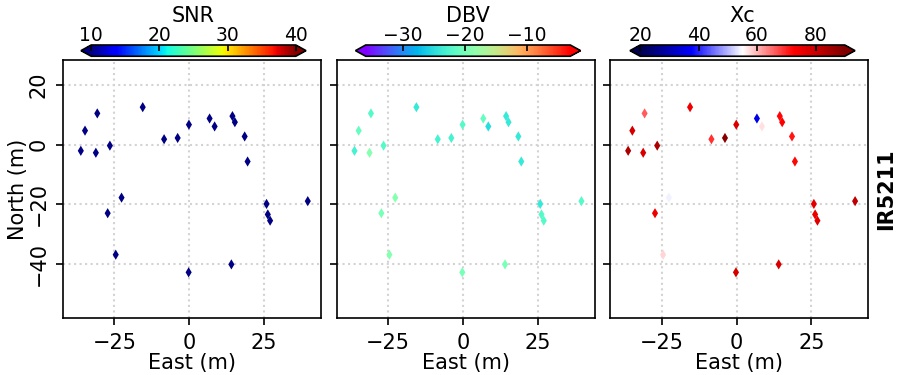 SNR DBV Xc
10 20 30 40 −30 −20 −10 20 40 60 80
20
0
−20
−40
North (m)
IR5211
−25 0 25 −25 0 25 −25 0 25
East (m) East (m) East (m)